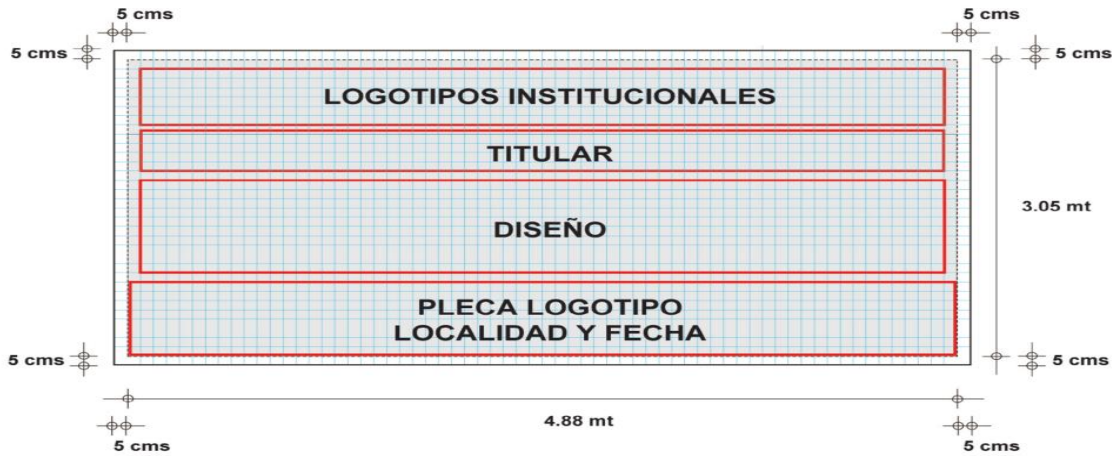 5 cms
5 cms
5 cms
5 cms
LOGOTIPOS INSTITUCIONALES
TITULAR
3.05 mt
DISEÑO
PLECA LOGOTIPO
LOCALIDAD Y FECHA
5 cms
5 cms
4.88 mt
5 cms
5 cms